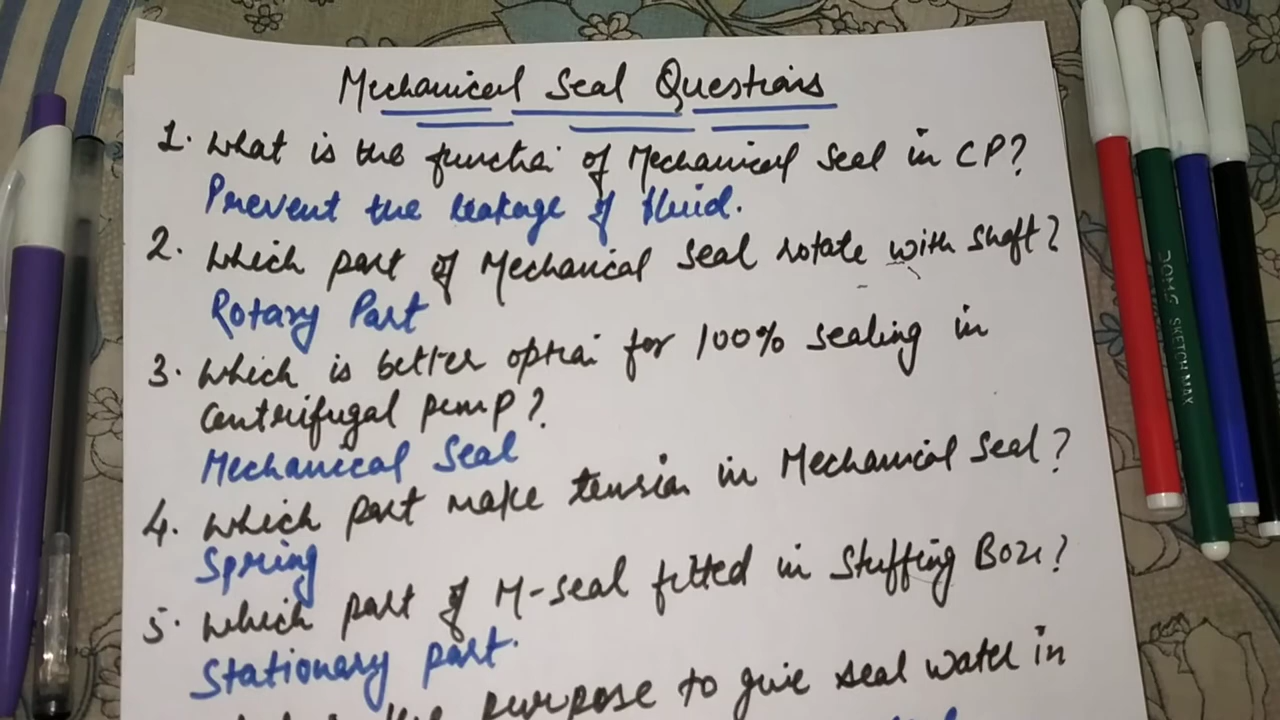 Mechanical Seal Questions
1. What is the functai of Mechanical Seal in CP?
Prevent the leakage of fluid.
2. Which part of Mechanical Seal rotate with shaft?
Rotary Part
3. Which is better optai for 100% sealing in
Centrifugal pump?
Mechanical Seal
4. Which part make tension in Mechanical Seal?
Spring
5. Which part of M-seal fitted in Stuffing Box?
Stationary part.
purpose to give seal water in
DOMS SKETCH MAX